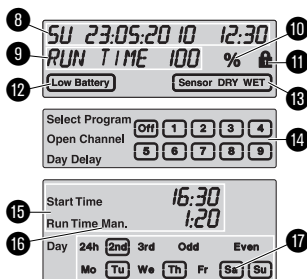 8 SU 23:05:2010 12:30 10
9 RUN TIME 100 % 11
12 Low Battery Sensor DRY WET 13
Select Program Off 1 2 3 4
Open Channel 14
Day Delay 5 6 7 8 9
15 Start Time 16:30
16 Run Time Man. 1:20
Day 24h 2nd 3rd Odd Even 17
Mo Tu We Th Fr Sa Su